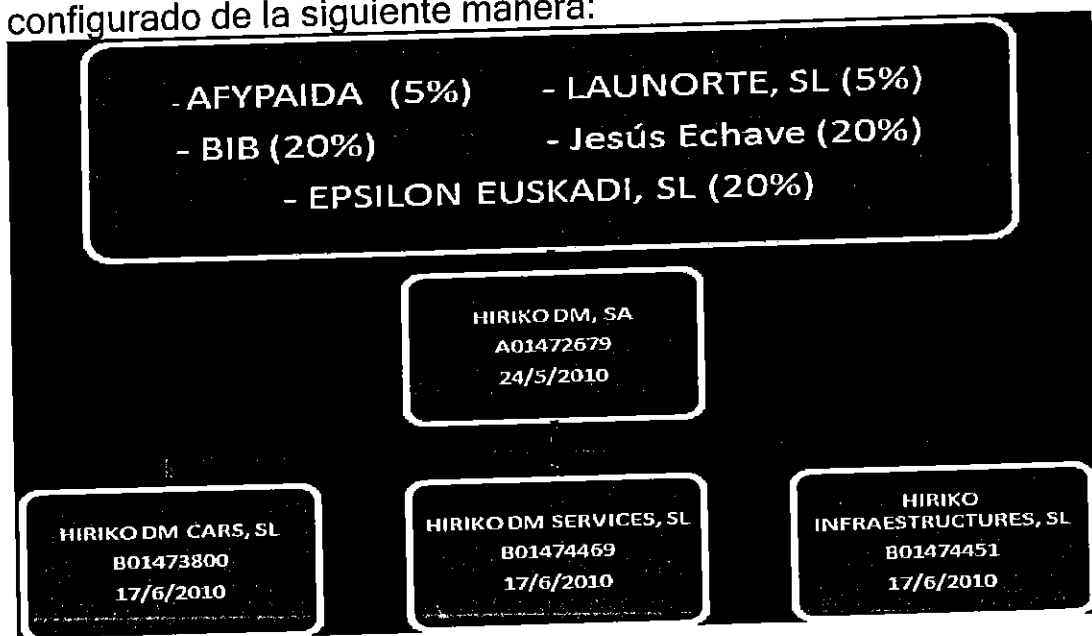 configurado de la siguiente manera:
- AFYPAIDA (5%) - LAUNORTE, SL (5%)
- BIB (20%) - Jesús Echave (20%)
- EPSILON EUSKADI, SL (20%)
HIRIKO DM, SA
A01472679
24/5/2010
HIRIKO DM CARS, SL
B01473800
17/6/2010
HIRIKO DM SERVICES, SL
B01474469
17/6/2010
HIRIKO
INFRAESTRUCTURES, SL
B01474451
17/6/2010